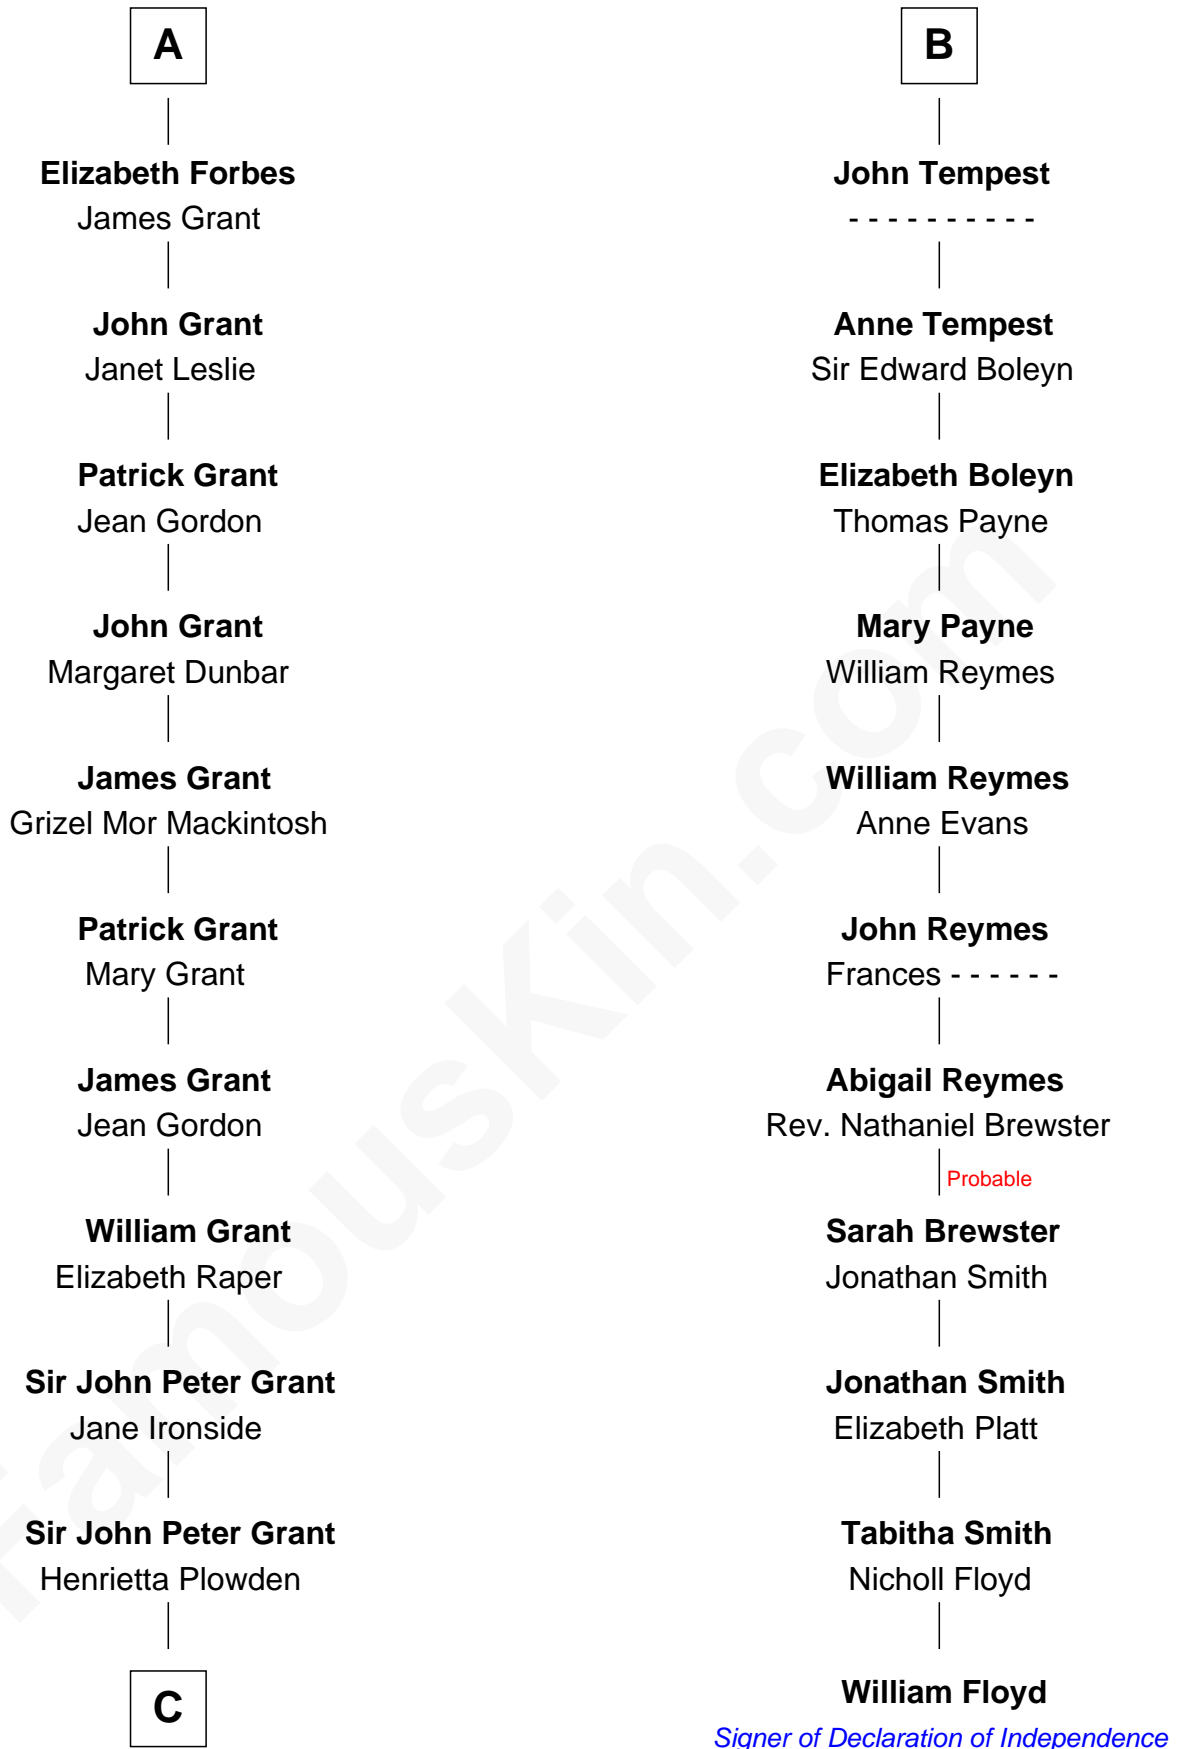 A
Elizabeth Forbes
James Grant
John Grant
Janet Leslie
Patrick Grant
Jean Gordon
John Grant
Margaret Dunbar
James Grant
Grizel Mor Mackintosh
Patrick Grant
Mary Grant
James Grant
Jean Gordon
William Grant
Elizabeth Raper
Sir John Peter Grant
Jane Ironside
Sir John Peter Grant
Henrietta Plowden
C
B
John Tempest
- - - - - - - - - -
Anne Tempest
Sir Edward Boleyn
Elizabeth Boleyn
Thomas Payne
Mary Payne
William Reymes
William Reymes
Anne Evans
John Reymes
Frances - - - - - -
Abigail Reymes
Rev. Nathaniel Brewster
Probable
Sarah Brewster
Jonathan Smith
Jonathan Smith
Elizabeth Platt
Tabitha Smith
Nicholl Floyd
William Floyd
Signer of Declaration of Independence
FamousKin.com